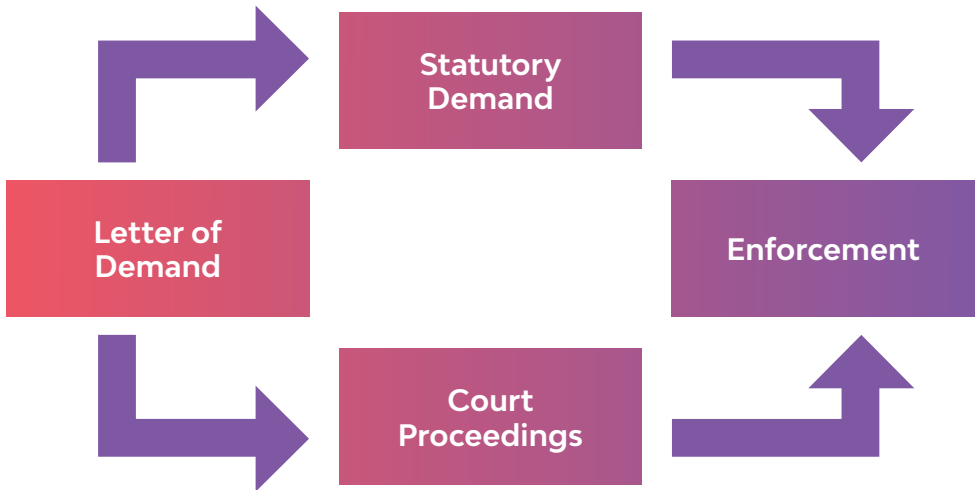 Statutory
Demand
Letter of
Demand
Enforcement
Court
Proceedings